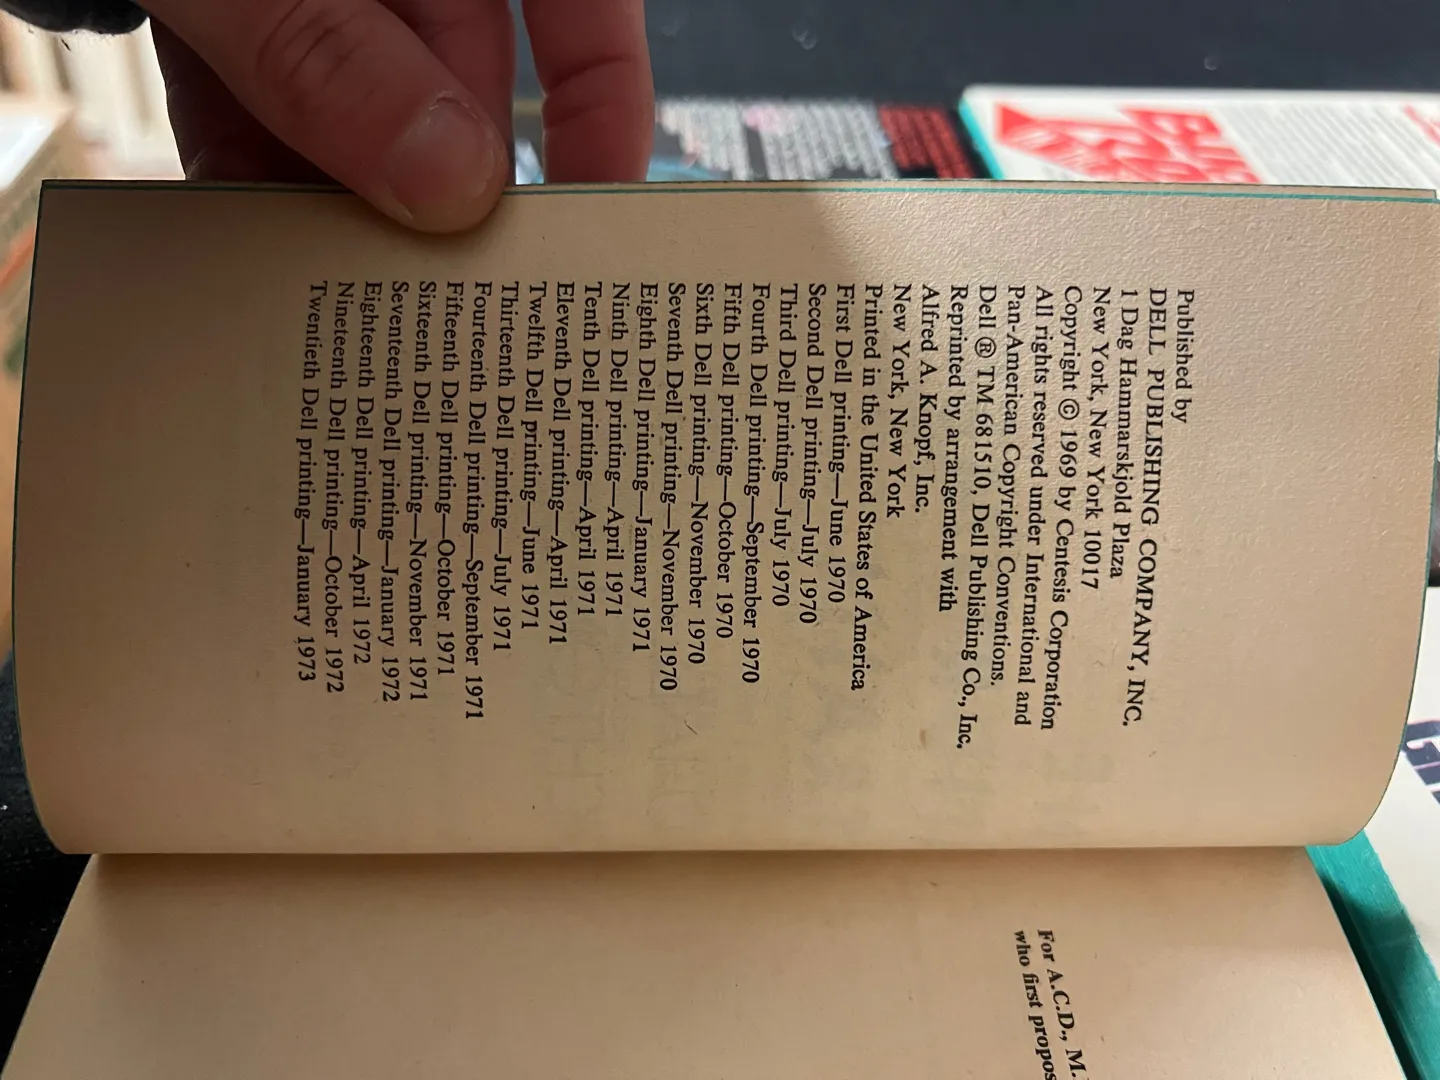 Published by
DELL PUBLISHING COMPANY, INC.
1 Dag Hammarskjold Plaza
New York, New York 10017
Copyright © 1969 by Centesis Corporation
All rights reserved under International and
Pan-American Copyright Conventions.
Dell ® TM 681510, Dell Publishing Co., Inc.
Reprinted by arrangement with
Alfred A. Knopf, Inc.
New York, New York
Printed in the United States of America
First Dell printing—June 1970
Second Dell printing—July 1970
Third Dell printing—July 1970
Fourth Dell printing—September 1970
Fifth Dell printing—October 1970
Sixth Dell printing—November 1970
Seventh Dell printing—November 1970
Eighth Dell printing—January 1971
Ninth Dell printing—April 1971
Tenth Dell printing—April 1971
Eleventh Dell printing—April 1971
Twelfth Dell printing—June 1971
Thirteenth Dell printing—July 1971
Fourteenth Dell printing—September 1971
Fifteenth Dell printing—October 1971
Sixteenth Dell printing—November 1971
Seventeenth Dell printing—January 1972
Eighteenth Dell printing—April 1972
Nineteenth Dell printing—October 1972
Twentieth Dell printing—January 1973
For A.C.D., M.
who first propos